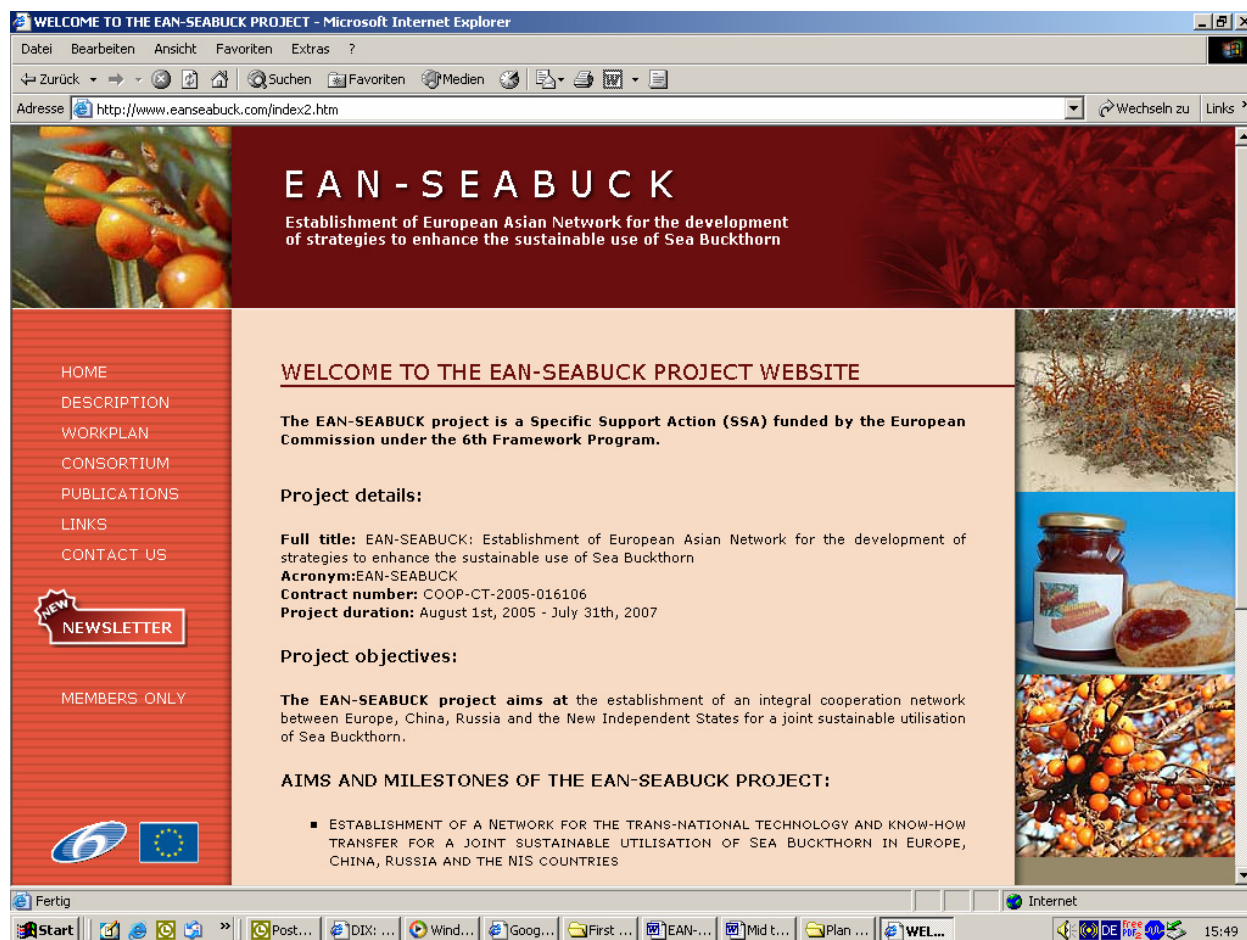 WELCOME TO THE EAN-SEABUCK PROJECT - Microsoft Internet Explorer
Datei Bearbeiten Ansicht Favoriten Extras ?
Zurück Suchen Favoriten Medien
Adresse http://www.eanseabuck.com/index2.htm Wechseln zu Links
EAN-SEABUCK
Establishment of European Asian Network for the development
of strategies to enhance the sustainable use of Sea Buckthorn
HOME
DESCRIPTION
WORKPLAN
CONSORTIUM
PUBLICATIONS
LINKS
CONTACT US
NEW
NEWSLETTER
MEMBERS ONLY
6
WELCOME TO THE EAN-SEABUCK PROJECT WEBSITE
The EAN-SEABUCK project is a Specific Support Action (SSA) funded by the European
Commission under the 6th Framework Program.
Project details:
Full title: EAN-SEABUCK: Establishment of European Asian Network for the development of
strategies to enhance the sustainable use of Sea Buckthorn
Acronym:EAN-SEABUCK
Contract number: COOP-CT-2005-016106
Project duration: August 1st, 2005 - July 31th, 2007
Project objectives:
The EAN-SEABUCK project aims at the establishment of an integral cooperation network
between Europe, China, Russia and the New Independent States for a joint sustainable utilisation
of Sea Buckthorn.
AIMS AND MILESTONES OF THE EAN-SEABUCK PROJECT:
▪ ESTABLISHMENT OF A NETWORK FOR THE TRANS-NATIONAL TECHNOLOGY AND KNOW-HOW
TRANSFER FOR A JOINT SUSTAINABLE UTILISATION OF SEA BUCKTHORN IN EUROPE,
CHINA, RUSSIA AND THE NIS COUNTRIES
Fertig Internet
Start » Post... DIX: ... Wind... Goog... First ... EAN-... Mid t... Plan ... WEL... DE Free PDF 15:49